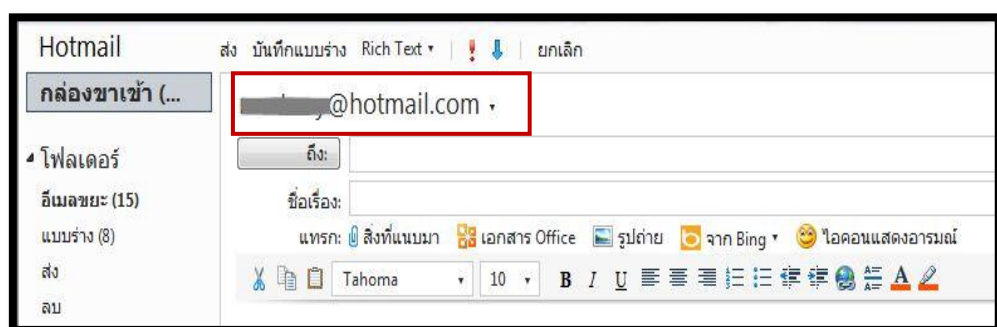 Hotmail
ส่ง บันทึกแบบร่าง Rich Text ยกเลิก
กล่องขาเข้า (...
@hotmail.com
ถึง:
โฟลเดอร์
อีเมลขยะ (15)
ชื่อเรื่อง:
แบบร่าง (8)
แทรก: สิ่งที่แนบมา เอกสาร Office รูปถ่าย จาก Bing ไอคอนแสดงอารมณ์
ส่ง
Tahoma 10 B I U A
ลบ